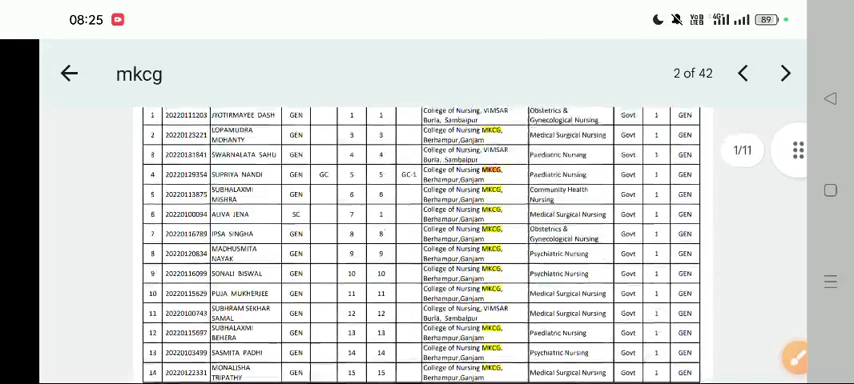 08:25 Vo) LTE 4G+ 89
mkcg 2 of 42
1/11
1 20220111203 JYOTIRMAYEE DASH GEN 1 1 College of Nursing, VIMSAR Burla, Sambalpur Obstetrics & Gynecological Nursing Govt 1 GEN
2 20220123221 LOPAMUDRA MOHANTY GEN 3 3 College of Nursing MKCG, Berhampur,Ganjam Medical Surgical Nursing Govt 1 GEN
3 20220131841 SWARNALATA SAHU GEN 4 4 College of Nursing, VIMSAR Burla, Sambalpur Paediatric Nursing Govt 1 GEN
4 20220129354 SUPRIYA NANDI GEN GC 5 5 GC-1 College of Nursing MKCG, Berhampur,Ganjam Paediatric Nursing Govt 1 GEN
5 20220113875 SUBHALAXMI MISHRA GEN 6 6 College of Nursing MKCG, Berhampur,Ganjam Community Health Nursing Govt 1 GEN
6 20220100094 ALIVA JENA SC 7 1 College of Nursing MKCG, Berhampur,Ganjam Medical Surgical Nursing Govt 1 GEN
7 20220116789 IPSA SINGHA GEN 8 8 College of Nursing MKCG, Berhampur,Ganjam Obstetrics & Gynecological Nursing Govt 1 GEN
8 20220120834 MADHUSMITA NAYAK GEN 9 9 College of Nursing MKCG, Berhampur,Ganjam Psychiatric Nursing Govt 1 GEN
9 20220116099 SONALI BISWAL GEN 10 10 College of Nursing MKCG, Berhampur,Ganjam Psychiatric Nursing Govt 1 GEN
10 20220115629 PUJA MUKHERJEE GEN 11 11 College of Nursing MKCG, Berhampur,Ganjam Medical Surgical Nursing Govt 1 GEN
11 20220100743 SUBHRAM SEKHAR SAMAL GEN 12 12 College of Nursing, VIMSAR Burla, Sambalpur Medical Surgical Nursing Govt 1 GEN
12 20220115697 SUBHALAXMI BEHERA GEN 13 13 College of Nursing MKCG, Berhampur,Ganjam Paediatric Nursing Govt 1 GEN
13 20220103499 SASMITA PADHI GEN 14 14 College of Nursing MKCG, Berhampur,Ganjam Psychiatric Nursing Govt 1 GEN
14 20220122331 MONALISHA TRIPATHY GEN 15 15 College of Nursing MKCG, Berhampur,Ganjam Medical Surgical Nursing Govt 1 GEN